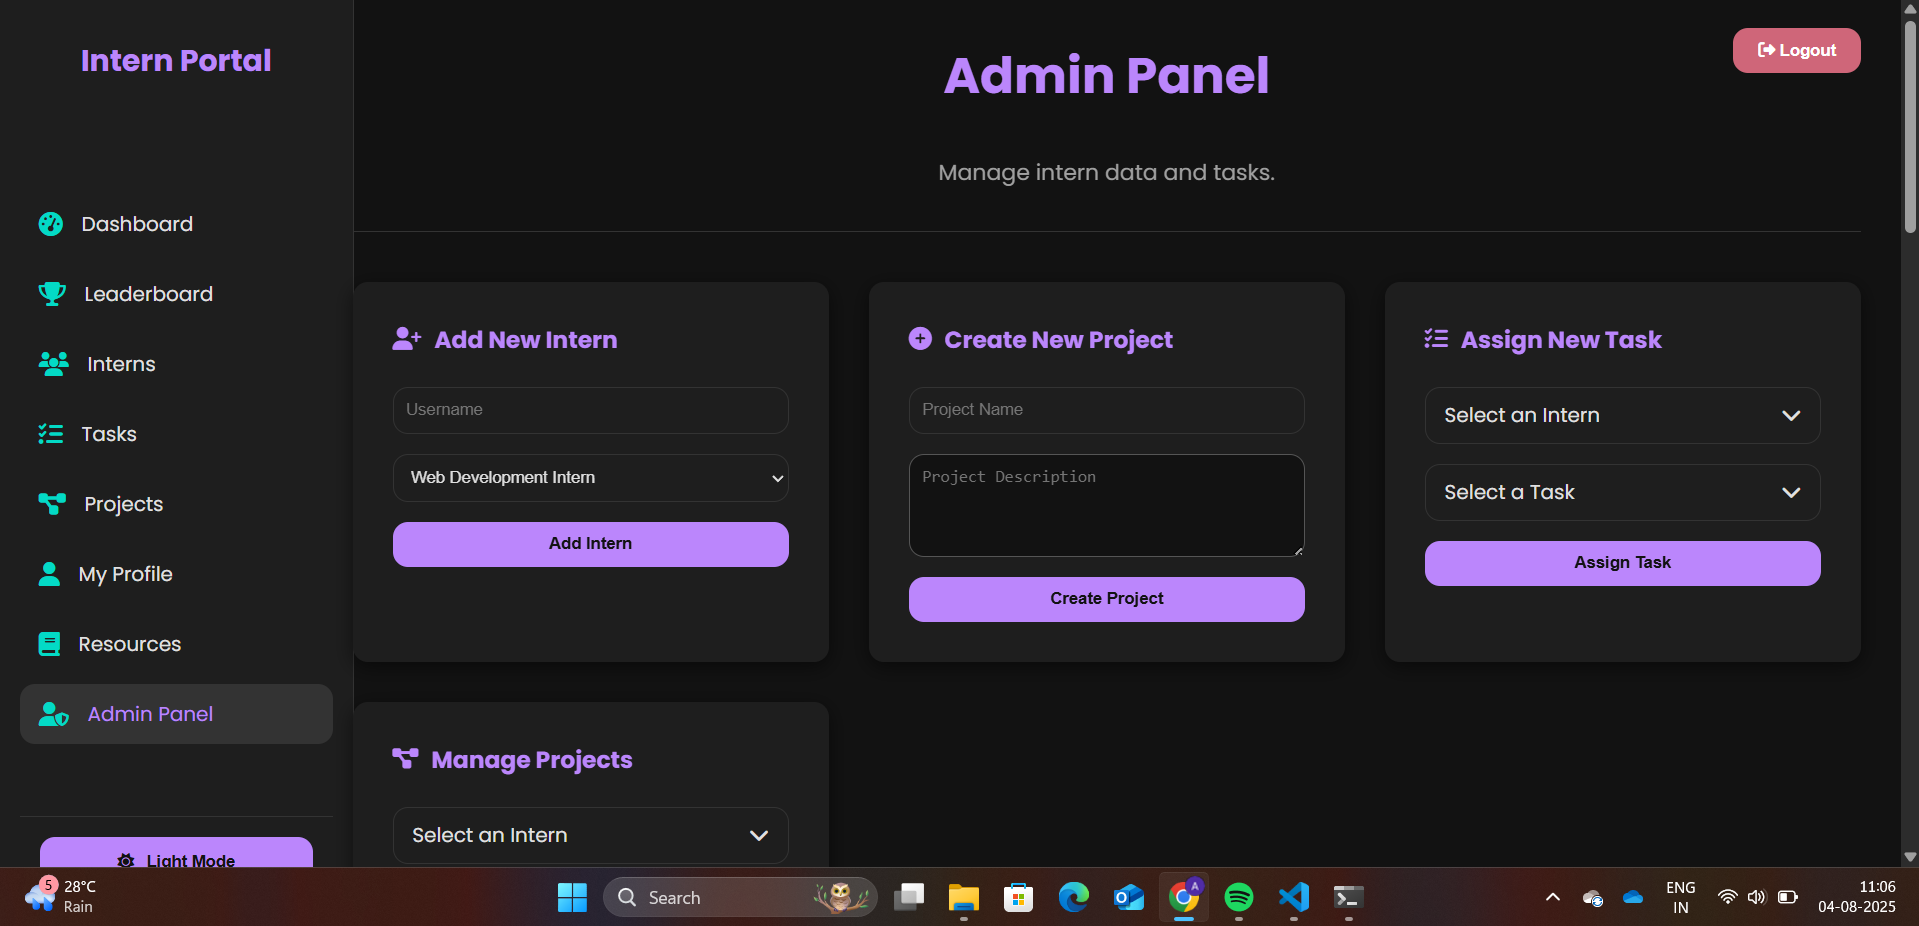 Intern Portal
Dashboard
Leaderboard
Interns
Tasks
Projects
My Profile
Resources
Admin Panel
Light Mode
Logout
Admin Panel
Manage intern data and tasks.
Add New Intern
Username
Web Development Intern
Add Intern
Create New Project
Project Name
Project Description
Create Project
Assign New Task
Select an Intern
Select a Task
Assign Task
Manage Projects
Select an Intern
5
28°C
Rain
Search
A
ENG
IN
11:06
04-08-2025